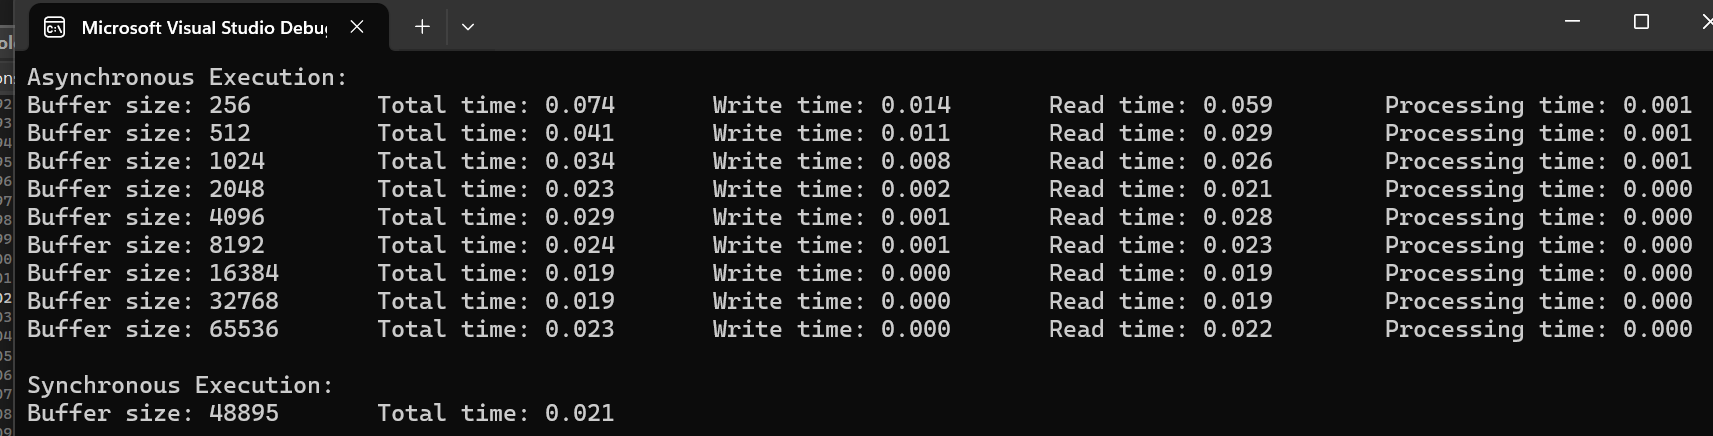 Microsoft Visual Studio Debu
Asynchronous Execution:
Buffer size: 256 Total time: 0.074 Write time: 0.014 Read time: 0.059 Processing time: 0.001
Buffer size: 512 Total time: 0.041 Write time: 0.011 Read time: 0.029 Processing time: 0.001
Buffer size: 1024 Total time: 0.034 Write time: 0.008 Read time: 0.026 Processing time: 0.001
Buffer size: 2048 Total time: 0.023 Write time: 0.002 Read time: 0.021 Processing time: 0.000
Buffer size: 4096 Total time: 0.029 Write time: 0.001 Read time: 0.028 Processing time: 0.000
Buffer size: 8192 Total time: 0.024 Write time: 0.001 Read time: 0.023 Processing time: 0.000
Buffer size: 16384 Total time: 0.019 Write time: 0.000 Read time: 0.019 Processing time: 0.000
Buffer size: 32768 Total time: 0.019 Write time: 0.000 Read time: 0.019 Processing time: 0.000
Buffer size: 65536 Total time: 0.023 Write time: 0.000 Read time: 0.022 Processing time: 0.000
Synchronous Execution:
Buffer size: 48895 Total time: 0.021